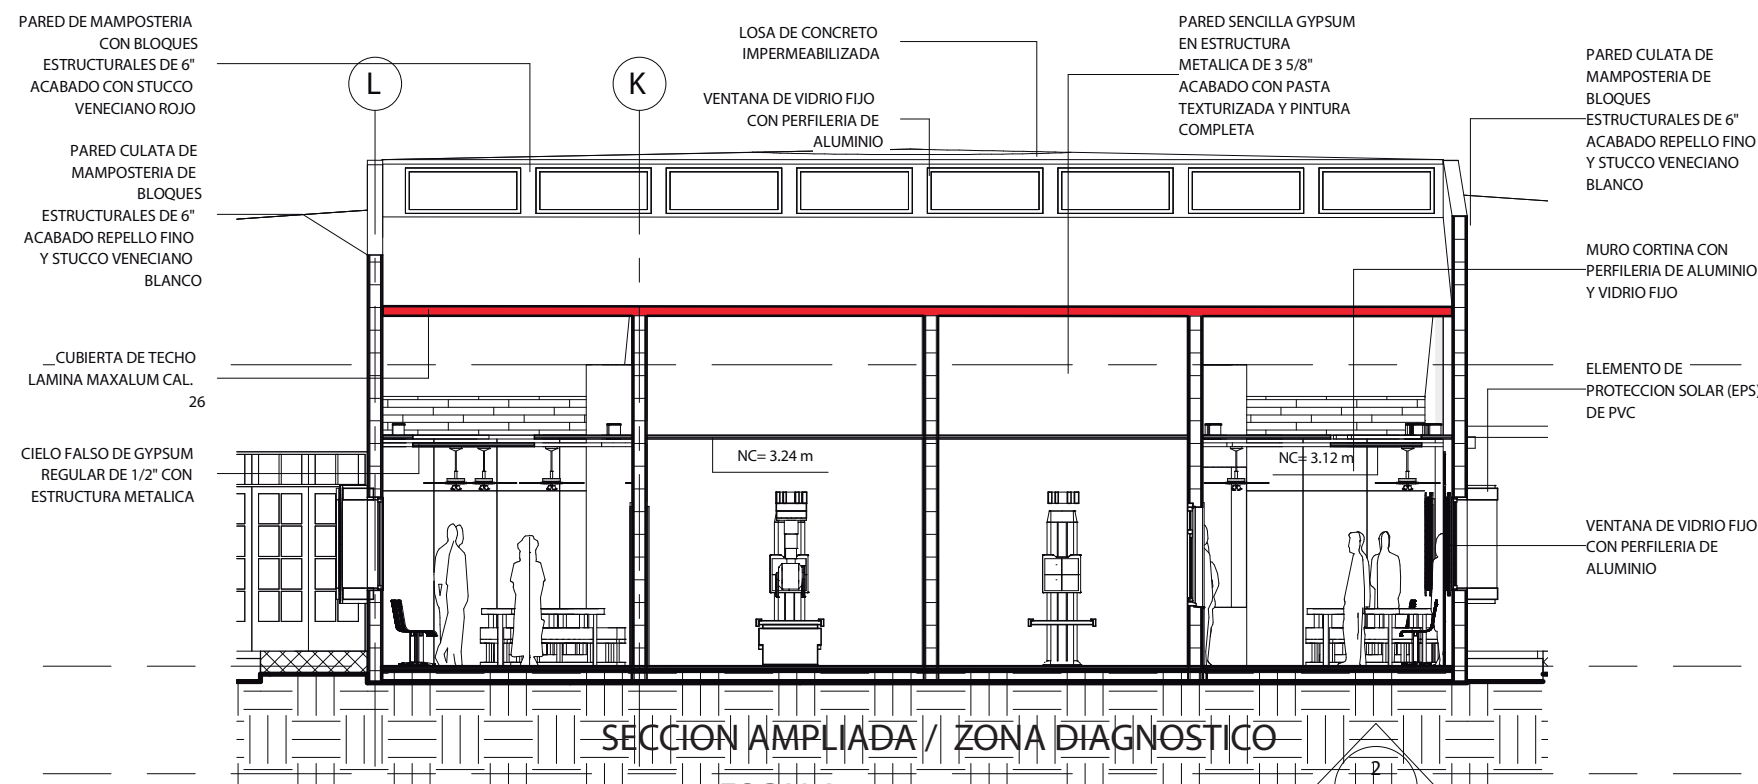 PARED DE MAMPOSTERIA
CON BLOQUES
ESTRUCTURALES DE 6"
ACABADO CON STUCCO
VENECIANO ROJO
PARED CULATA DE
MAMPOSTERIA DE
BLOQUES
ESTRUCTURALES DE 6"
ACABADO REPELLO FINO
Y STUCCO VENECIANO
BLANCO
CUBIERTA DE TECHO
LAMINA MAXALUM CAL.
26
CIELO FALSO DE GYPSUM
REGULAR DE 1/2" CON
ESTRUCTURA METALICA
L
K
LOSA DE CONCRETO
IMPERMEABILIZADA
VENTANA DE VIDRIO FIJO
CON PERFILERIA DE
ALUMINIO
PARED SENCILLA GYPSUM
EN ESTRUCTURA
METALICA DE 3 5/8"
ACABADO CON PASTA
TEXTURIZADA Y PINTURA
COMPLETA
PARED CULATA DE
MAMPOSTERIA DE
BLOQUES
ESTRUCTURALES DE 6"
ACABADO REPELLO FINO
Y STUCCO VENECIANO
BLANCO
MURO CORTINA CON
PERFILERIA DE ALUMINIO
Y VIDRIO FIJO
ELEMENTO DE
PROTECCION SOLAR (EPS)
DE PVC
VENTANA DE VIDRIO FIJO
CON PERFILERIA DE
ALUMINIO
NC= 3.24 m
NC= 3.12 m
SECCION AMPLIADA / ZONA DIAGNOSTICO
2